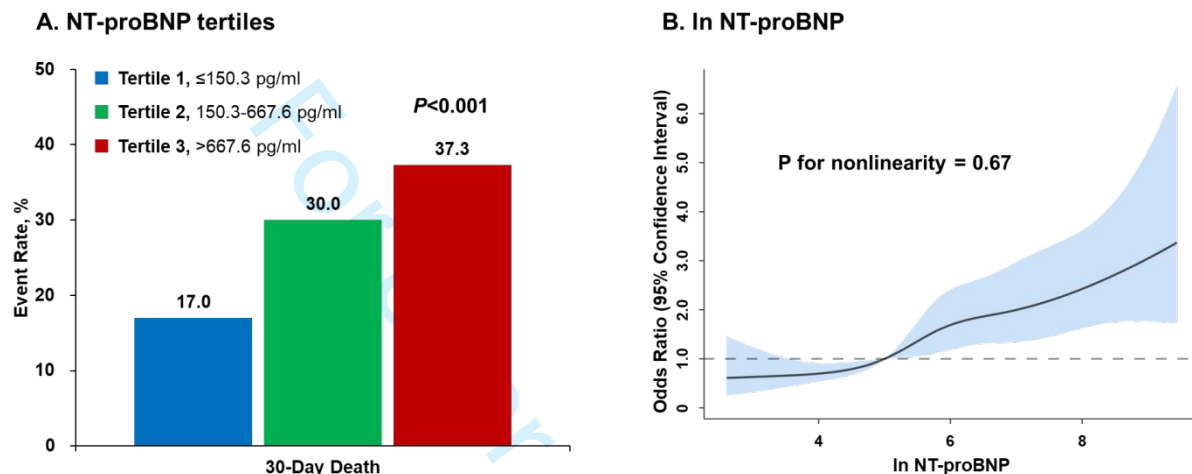 A. NT-proBNP tertiles
50
40
30
20
10
0
Event Rate, %
Tertile 1, ≤150.3 pg/ml
Tertile 2, 150.3-667.6 pg/ml
Tertile 3, >667.6 pg/ml
P<0.001
17.0
30.0
37.3
30-Day Death
B. ln NT-proBNP
Odds Ratio (95% Confidence Interval)
6.0
5.0
4.0
3.0
2.0
1.0
0
P for nonlinearity = 0.67
4
6
8
ln NT-proBNP